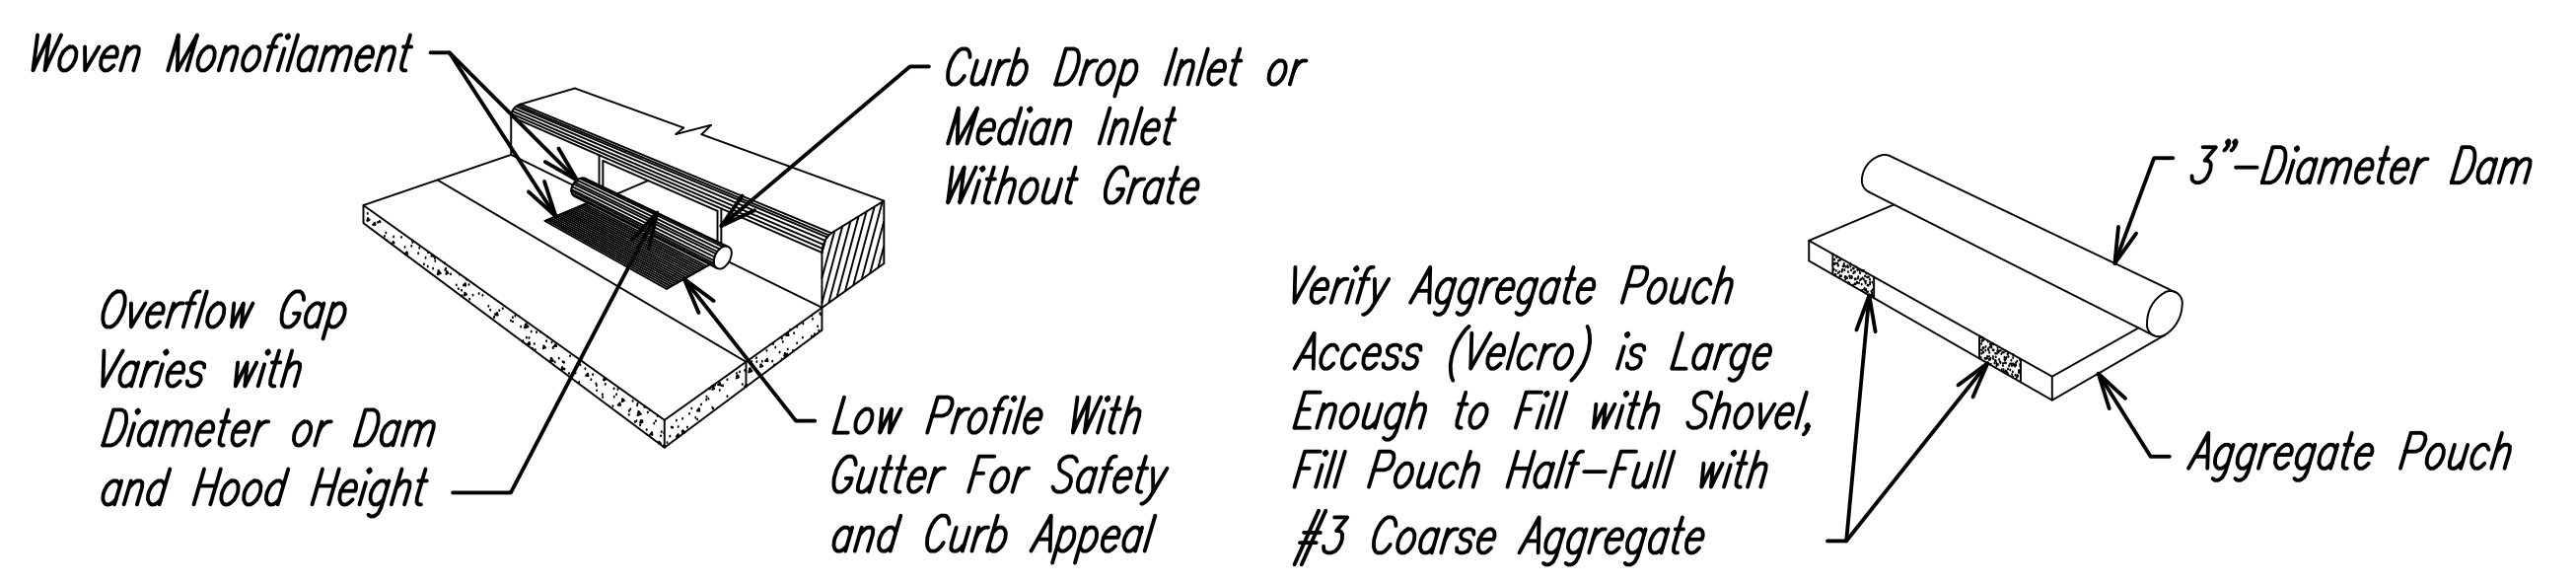 Woven Monofilament
Curb Drop Inlet or
Median Inlet
Without Grate
Overflow Gap
Varies with
Diameter or Dam
and Hood Height
Low Profile With
Gutter For Safety
and Curb Appeal
3"-Diameter Dam
Verify Aggregate Pouch
Access (Velcro) is Large
Enough to Fill with Shovel,
Fill Pouch Half-Full with
#3 Coarse Aggregate
Aggregate Pouch